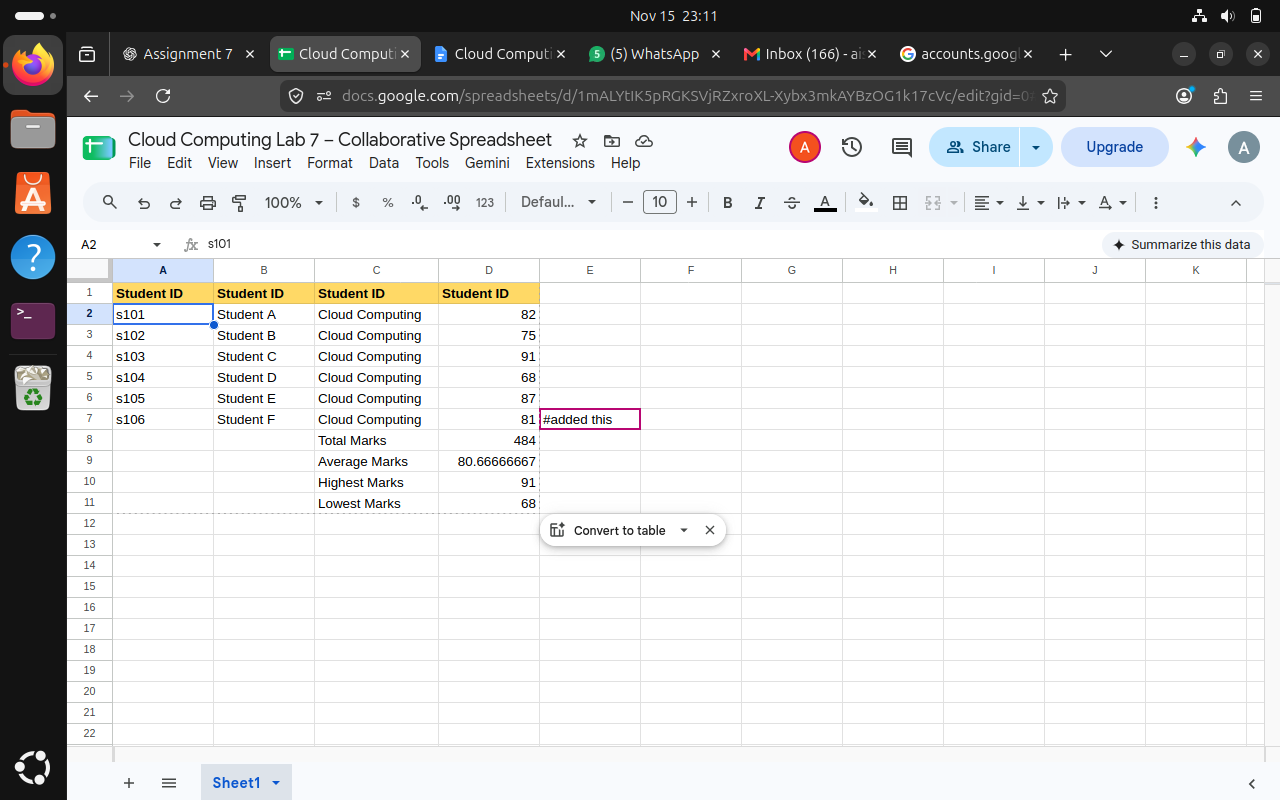 Nov 15 23:11
Assignment 7
Cloud Computi
Cloud Computi
(5) WhatsApp
Inbox (166) - ai
accounts.googl
docs.google.com/spreadsheets/d/1mALYtIK5pRGKSVjRZxroXL-Xybx3mkAYBzOG1k17cVc/edit?gid=0
Cloud Computing Lab 7 – Collaborative Spreadsheet
File Edit View Insert Format Data Tools Gemini Extensions Help
A
Share
Upgrade
A
100% $ % .0 .00 123 Defaul... 10 B I S A
A2 fx s101
Summarize this data
A B C D E F G H I J K
1 Student ID Student ID Student ID Student ID
2 s101 Student A Cloud Computing 82
3 s102 Student B Cloud Computing 75
4 s103 Student C Cloud Computing 91
5 s104 Student D Cloud Computing 68
6 s105 Student E Cloud Computing 87
7 s106 Student F Cloud Computing 81 #added this
8 Total Marks 484
9 Average Marks 80.66666667
10 Highest Marks 91
11 Lowest Marks 68
12
Convert to table
13
14
15
16
17
18
19
20
21
22
Sheet1